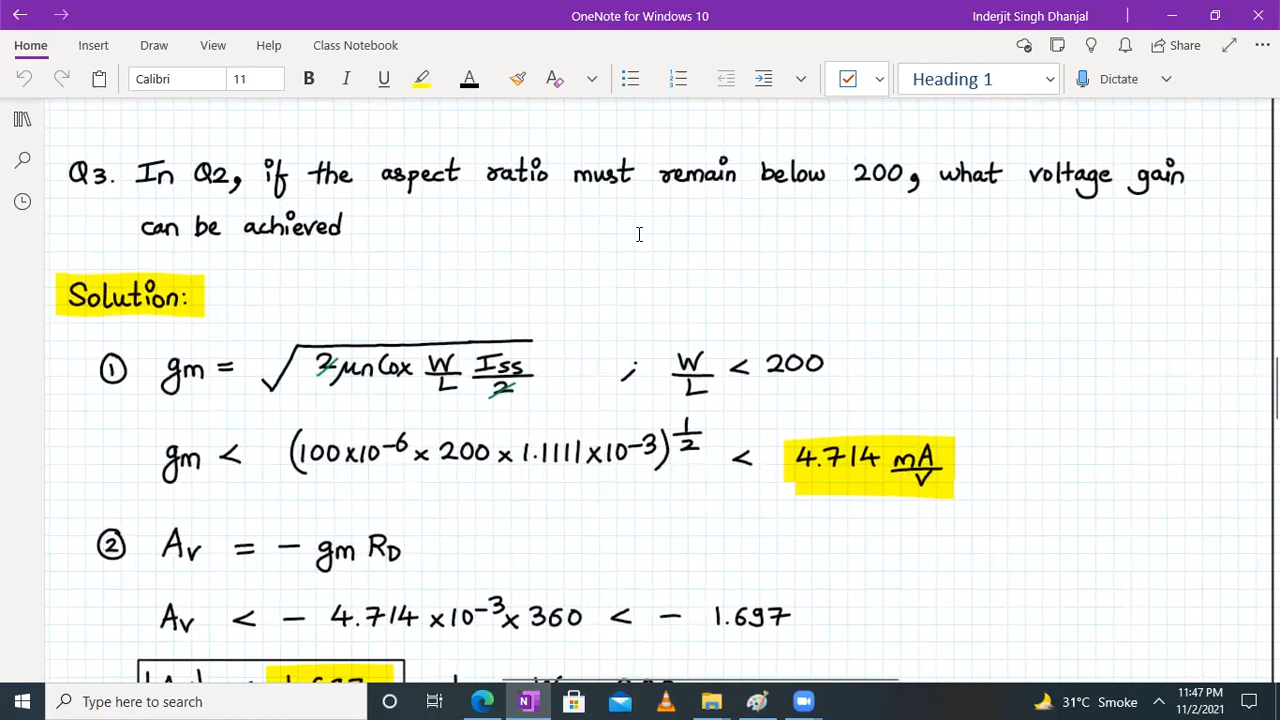 OneNote for Windows 10
Inderjit Singh Dhanjal
Home Insert Draw View Help Class Notebook
Share
Calibri 11 B I U A Heading 1 Dictate
Q3. In Q2, if the aspect ratio must remain below 200, what voltage gain
can be achieved
Solution:
① gm = √(2μnCox W/L Iss/2) ; W/L < 200
gm < (100×10⁻⁶ × 200 × 1.1111×10⁻³)^(1/2) < 4.714 mA/V
② Av = - gm RD
Av < - 4.714 ×10⁻³× 360 < - 1.697
Type here to search
31°C Smoke
11:47 PM
11/2/2021